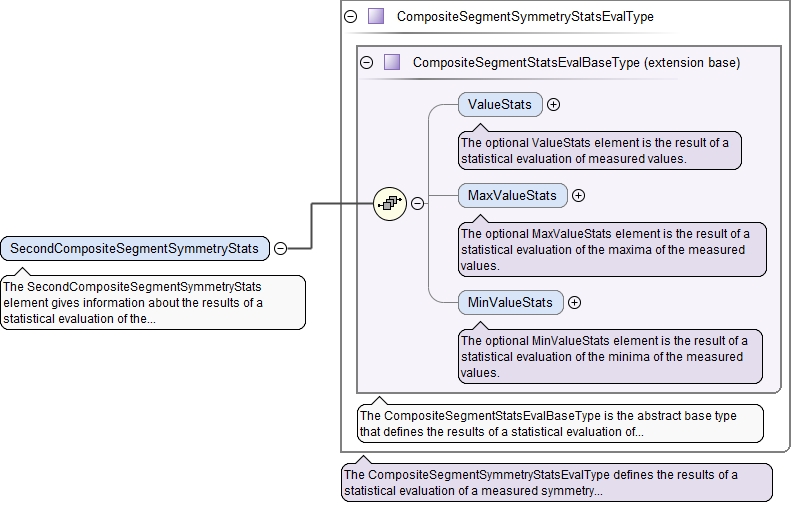 CompositeSegmentSymmetryStatsEvalType
CompositeSegmentStatsEvalBaseType (extension base)
ValueStats
The optional ValueStats element is the result of a
statistical evaluation of measured values.
MaxValueStats
The optional MaxValueStats element is the result of a
statistical evaluation of the maxima of the measured
values.
SecondCompositeSegmentSymmetryStats
The SecondCompositeSegmentSymmetryStats
element gives information about the results of a
statistical evaluation of the...
MinValueStats
The optional MinValueStats element is the result of a
statistical evaluation of the minima of the measured
values.
The CompositeSegmentStatsEvalBaseType is the abstract base type
that defines the results of a statistical evaluation of...
The CompositeSegmentSymmetryStatsEvalType defines the results of a
statistical evaluation of a measured symmetry...